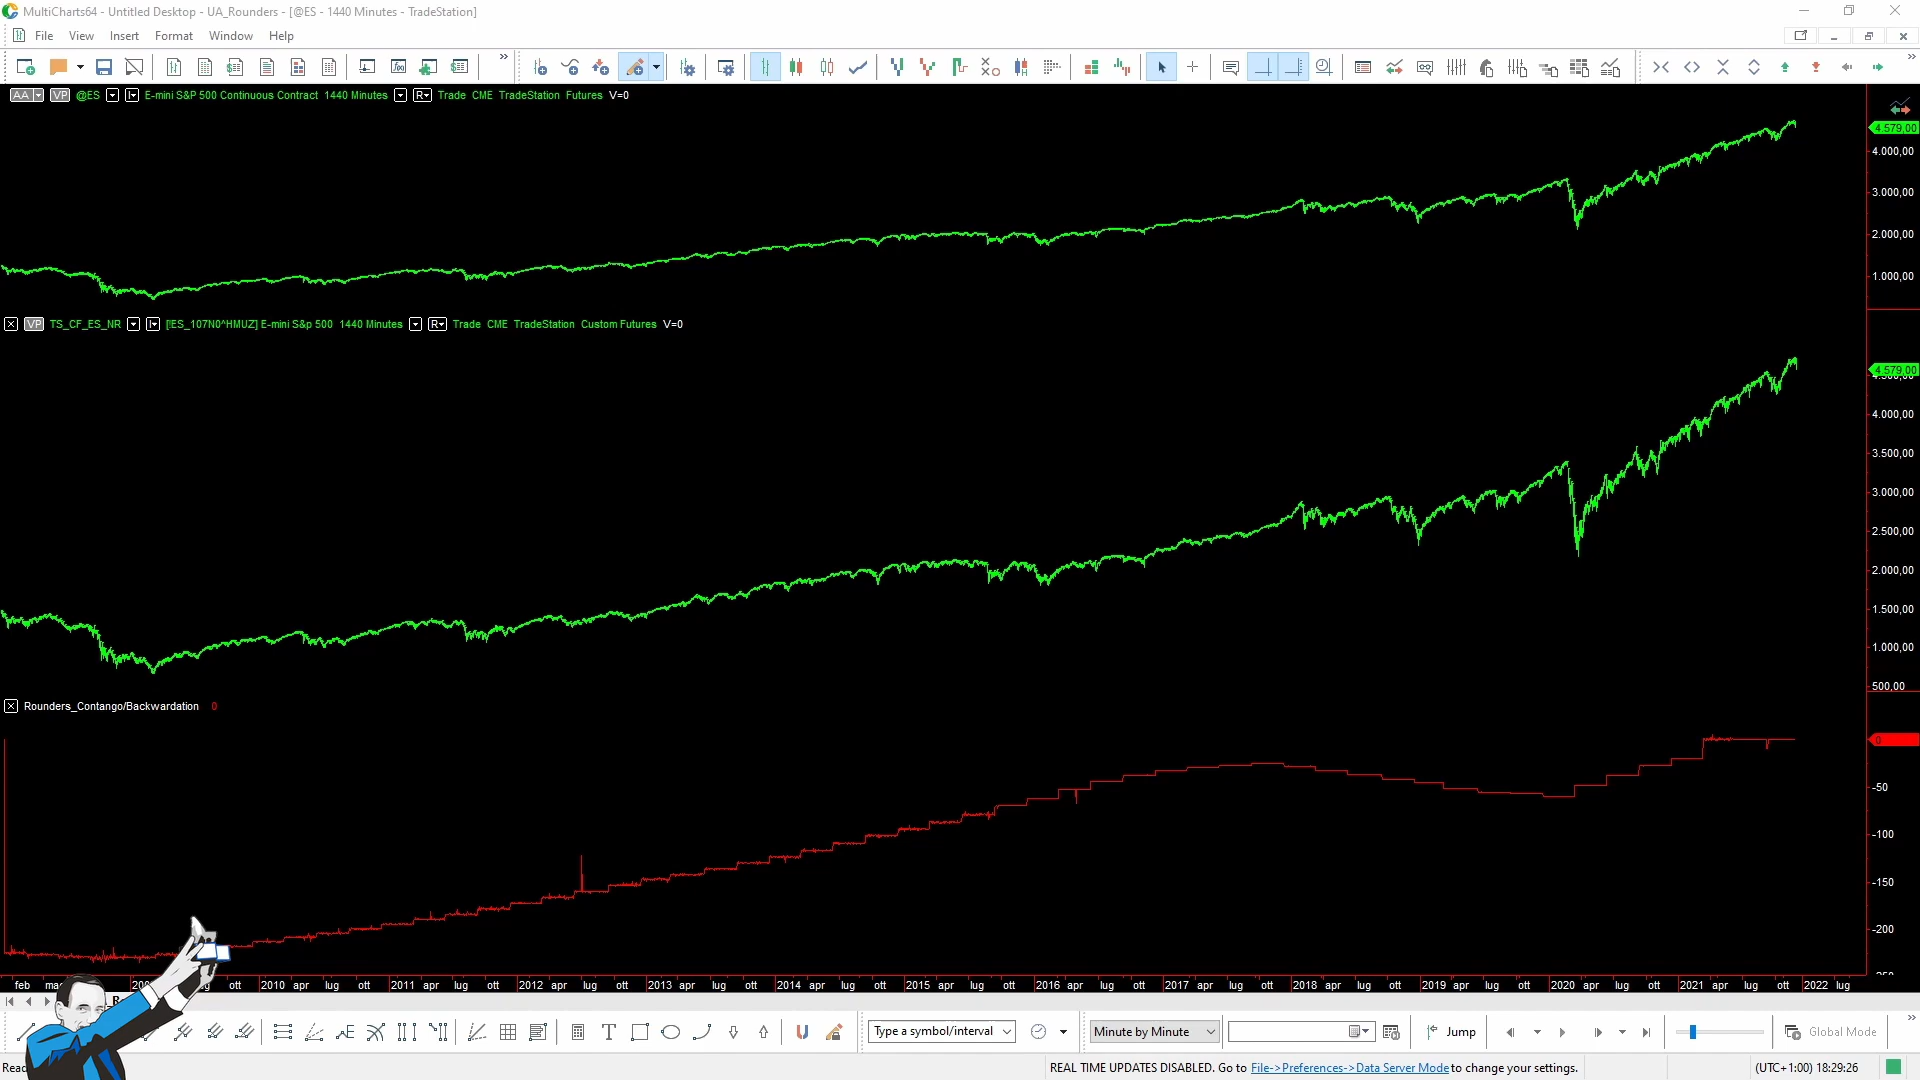 MultiCharts64 - Untitled Desktop - UA_Rounders - [@ES - 1440 Minutes - TradeStation]
File View Insert Format Window Help
AA VP @ES I E-mini S&P 500 Continuous Contract 1440 Minutes R Trade CME TradeStation Futures V=0
4.579,00
4.000,00
3.000,00
2.000,00
1.000,00
VP TS_CF_ES_NR I [!ES_107N0^HMUZ] E-mini S&p 500 1440 Minutes R Trade CME TradeStation Custom Futures V=0
4.579,00
4.000,00
3.500,00
3.000,00
2.500,00
2.000,00
1.500,00
1.000,00
500,00
Rounders_Contango/Backwardation 0
0
-50
-100
-150
-200
feb ott 2010 apr lug ott 2011 apr lug ott 2012 apr lug ott 2013 apr lug ott 2014 apr lug ott 2015 apr lug ott 2016 apr lug ott 2017 apr lug ott 2018 apr lug ott 2019 apr lug ott 2020 apr lug ott 2021 apr lug ott 2022 lug
T Type a symbol/interval Minute by Minute Jump Global Mode
REAL TIME UPDATES DISABLED. Go to File->Preferences->Data Server Mode to change your settings. (UTC+1:00) 18:29:26